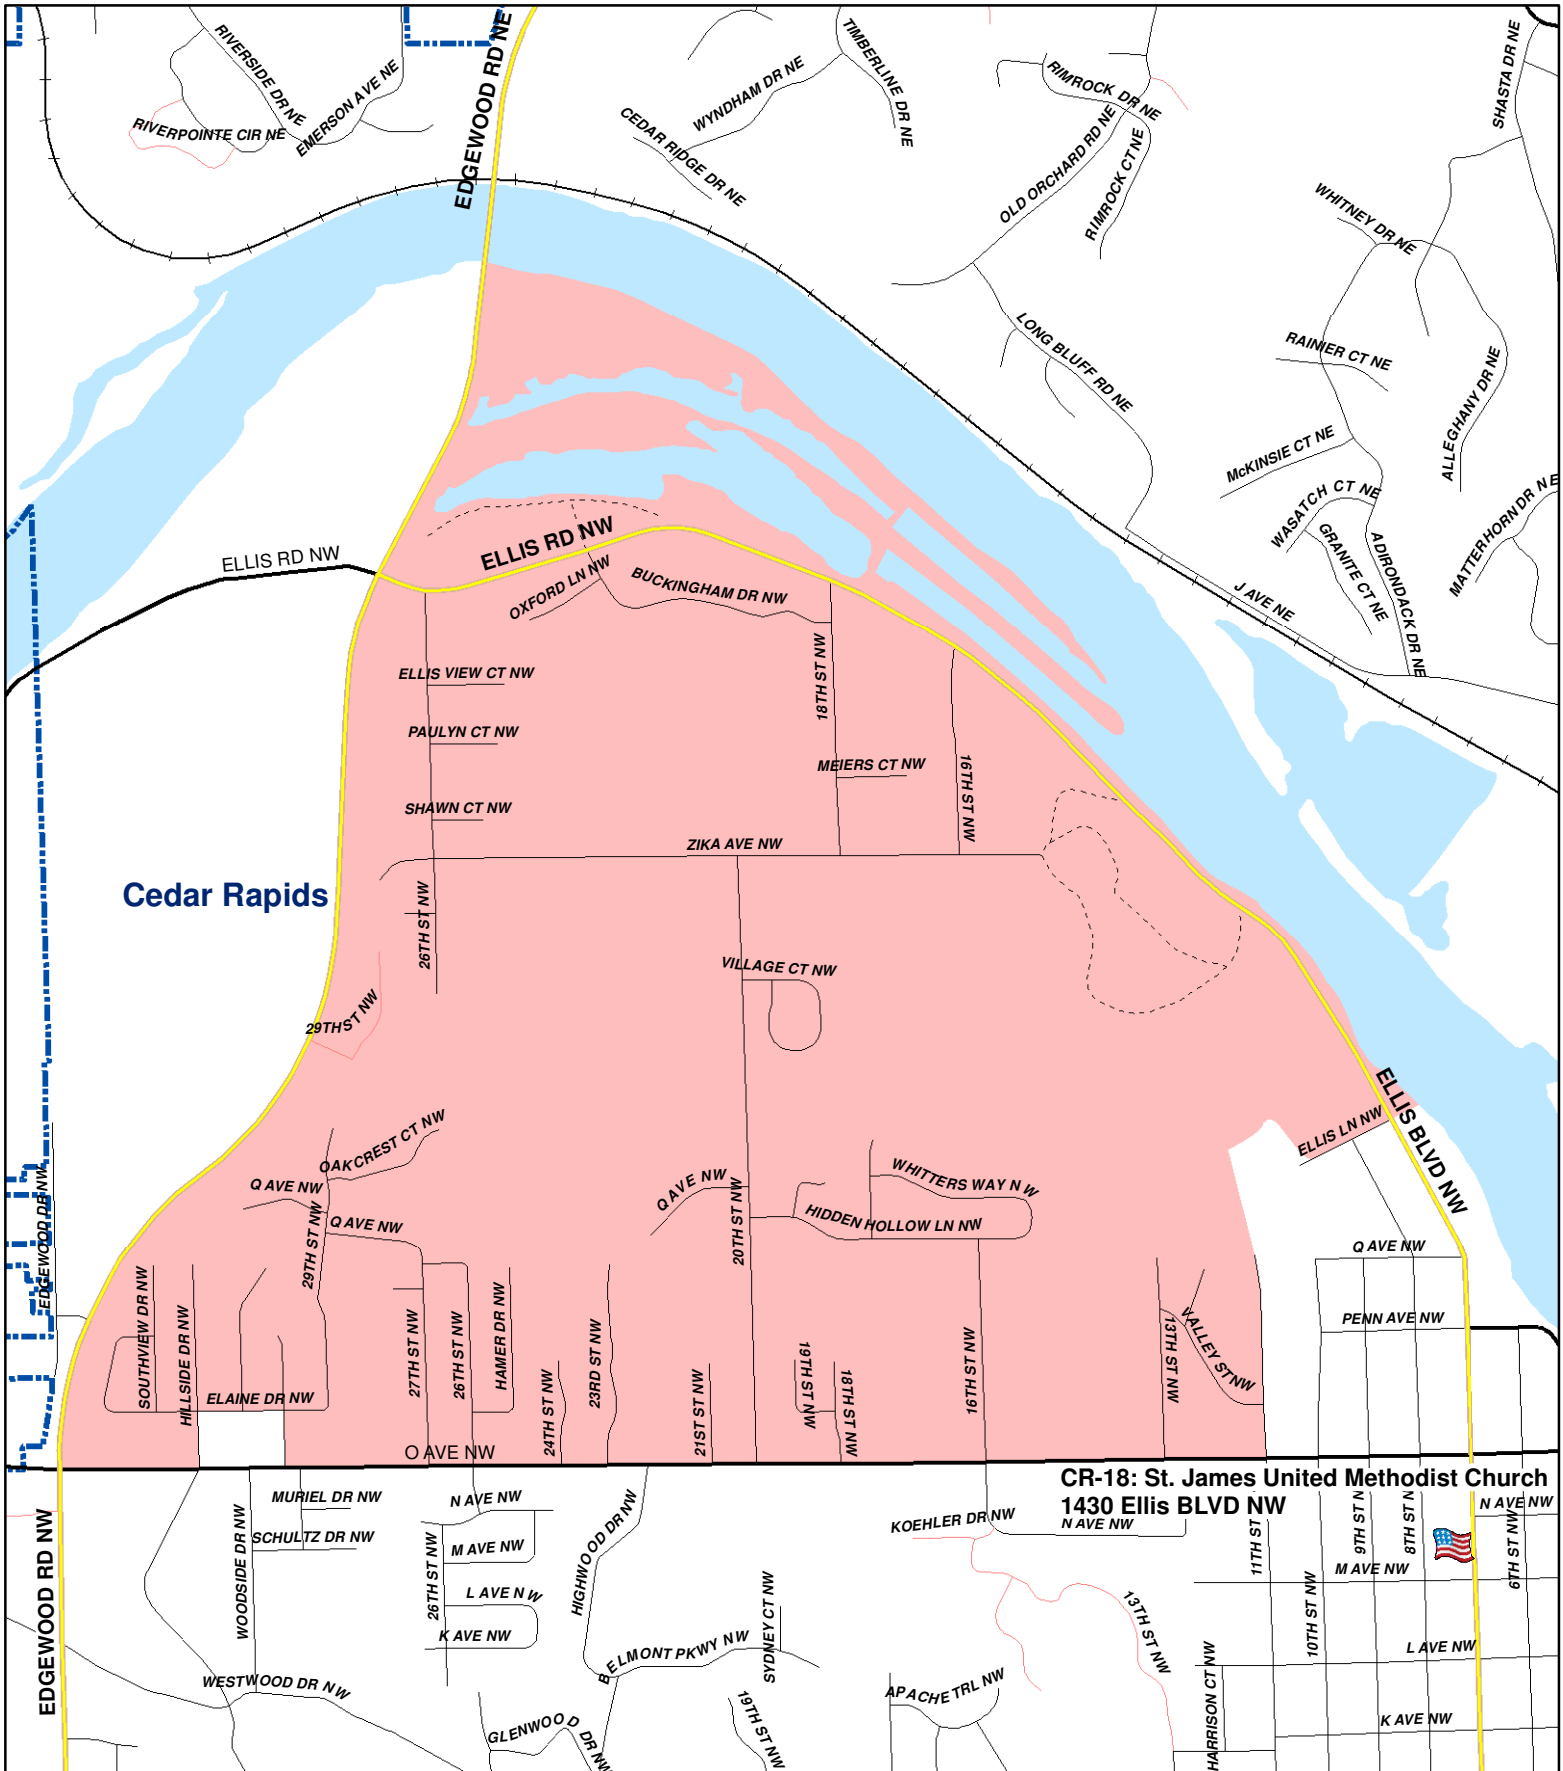 EDGEWOOD RD NE
RIVERSIDE DR NE
EMERSON AVE NE
RIVERPOINTE CIR NE
WYNDHAM DR NE
TIMBERLINE DR NE
CEDAR RIDGE DR NE
RIMROCK DR NE
OLD ORCHARD RD NE
RIMROCK CT NE
SHASTA DR NE
WHITNEY DR NE
LONG BLUFF RD NE
RAINIER CT NE
ALLEGHANY DR NE
McKINSIE CT NE
WASATCH CT NE
GRANITE CT NE
ADIRONDACK DR NE
MATTERHORN DR NE
J AVE NE
ELLIS RD NW
ELLIS RD NW
OXFORD LN NW
BUCKINGHAM DR NW
ELLIS VIEW CT NW
18TH ST NW
PAULYN CT NW
MEIERS CT NW
16TH ST NW
SHAWN CT NW
ZIKA AVE NW
Cedar Rapids
26TH ST NW
VILLAGE CT NW
29TH ST NW
ELLIS BLVD NW
ELLIS LN NW
OAKCREST CT NW
Q AVE NW
Q AVE NW
29TH ST NW
Q AVE NW
20TH ST NW
WHITTERS WAY NW
HIDDEN HOLLOW LN NW
EDGEWOOD DR NW
Q AVE NW
PENN AVE NW
SOUTHVIEW DR NW
HILLSIDE DR NW
ELAINE DR NW
27TH ST NW
26TH ST NW
HAMER DR NW
24TH ST NW
23RD ST NW
21ST ST NW
19TH ST NW
18TH ST NW
16TH ST NW
13TH ST NW
VALLEY ST NW
O AVE NW
CR-18: St. James United Methodist Church
1430 Ellis BLVD NW
EDGEWOOD RD NW
MURIEL DR NW
SCHULTZ DR NW
WOODSIDE DR NW
N AVE NW
M AVE NW
26TH ST NW
L AVE NW
K AVE NW
HIGHWOOD DR NW
KOEHLER DR NW
N AVE NW
11TH ST N
9TH ST N
8TH ST N
N AVE NW
6TH ST NW
M AVE NW
10TH ST NW
13TH ST NW
L AVE NW
K AVE NW
HARRISON CT NW
WESTWOOD DR NW
BELMONT PKWY NW
SYDNEY CT NW
GLENWOOD DR NW
19TH ST NW
APACHE TRL NW